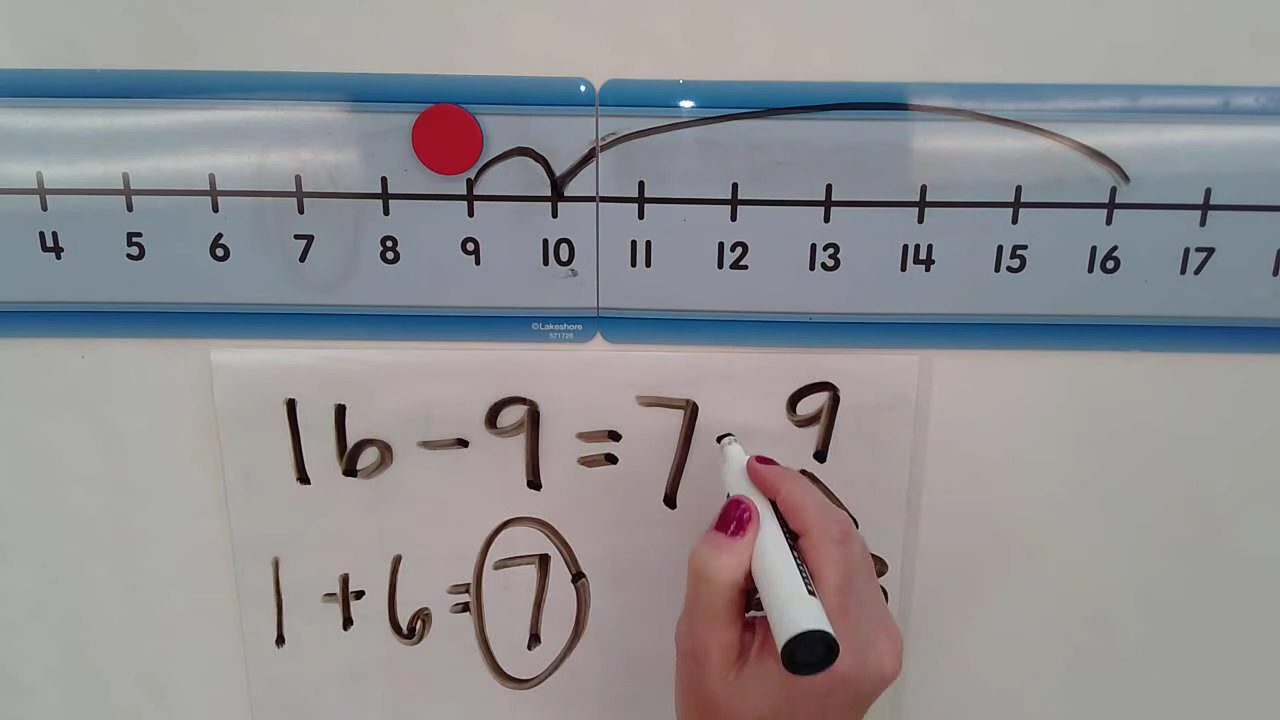 4 5 6 7 8 9 10 11 12 13 14 15 16 17
©Lakeshore
521728
16 - 9 = 7 9
1 + 6 = 7